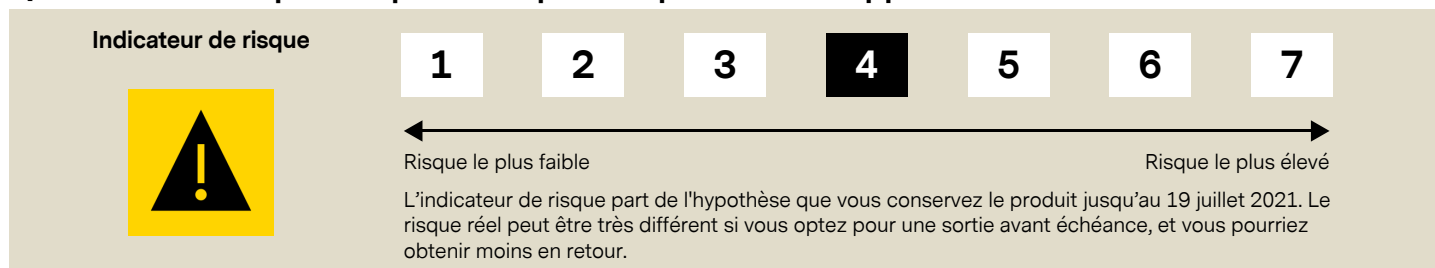 Indicateur de risque
1 2 3 4 5 6 7
Risque le plus faible Risque le plus élevé
L’indicateur de risque part de l'hypothèse que vous conservez le produit jusqu’au 19 juillet 2021. Le
risque réel peut être très différent si vous optez pour une sortie avant échéance, et vous pourriez
obtenir moins en retour.